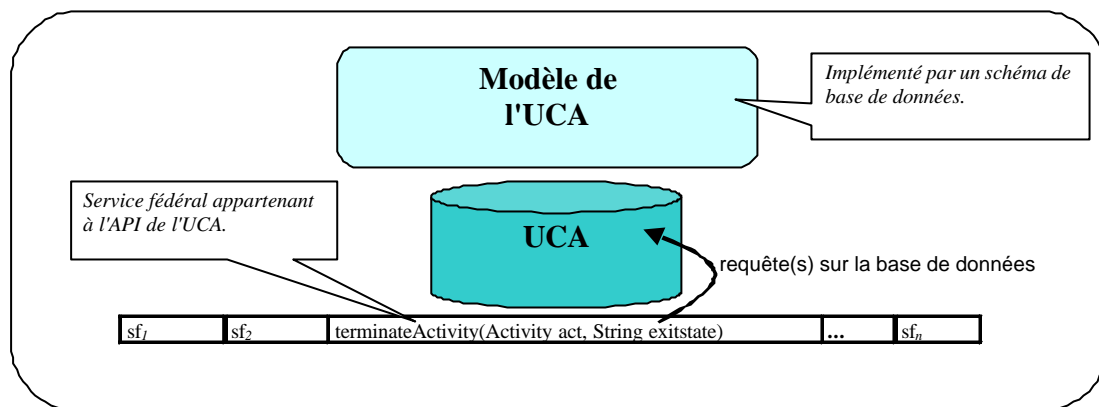 Modèle de
l'UCA
Implémenté par un schéma de
base de données.
Service fédéral appartenant
à l'API de l'UCA.
UCA
requête(s) sur la base de données
sf1 sf2 terminateActivity(Activity act, String exitstate) ... sfn